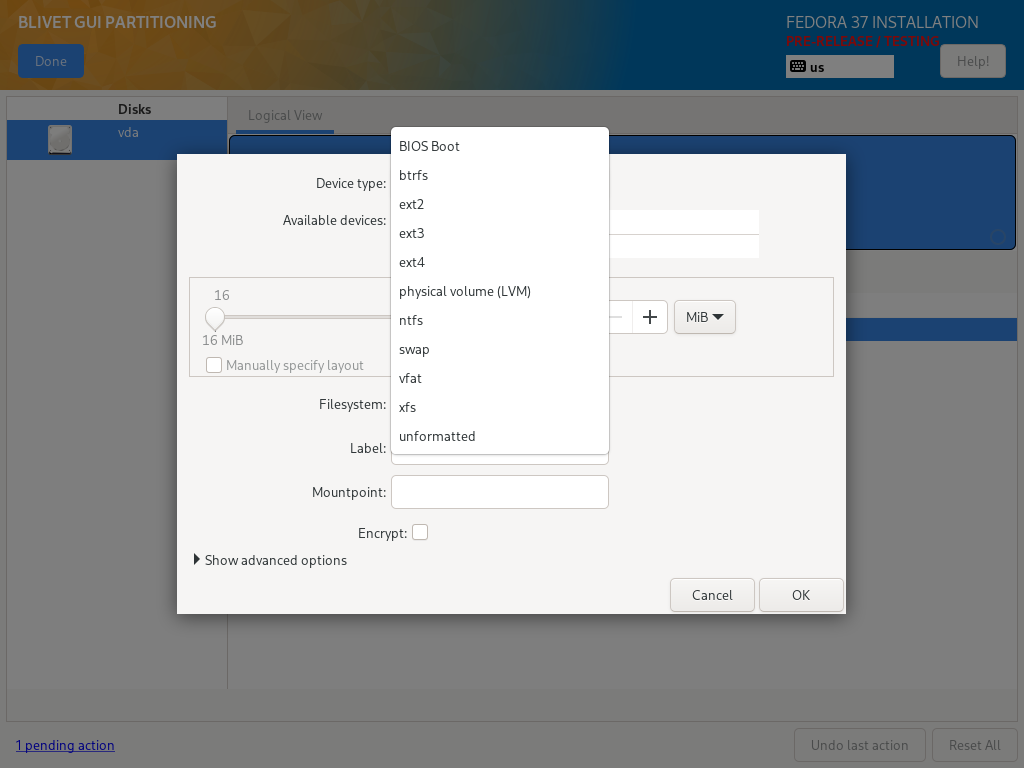 BLIVET GUI PARTITIONING
FEDORA 37 INSTALLATION
PRE-RELEASE / TESTING
Done
us
Help!
Disks
vda
Logical View
BIOS Boot
btrfs
ext2
ext3
ext4
physical volume (LVM)
ntfs
swap
vfat
xfs
unformatted
Device type:
Available devices:
16
16 MiB
MiB
Manually specify layout
Filesystem:
Label:
Mountpoint:
Encrypt:
Show advanced options
Cancel
OK
1 pending action
Undo last action
Reset All